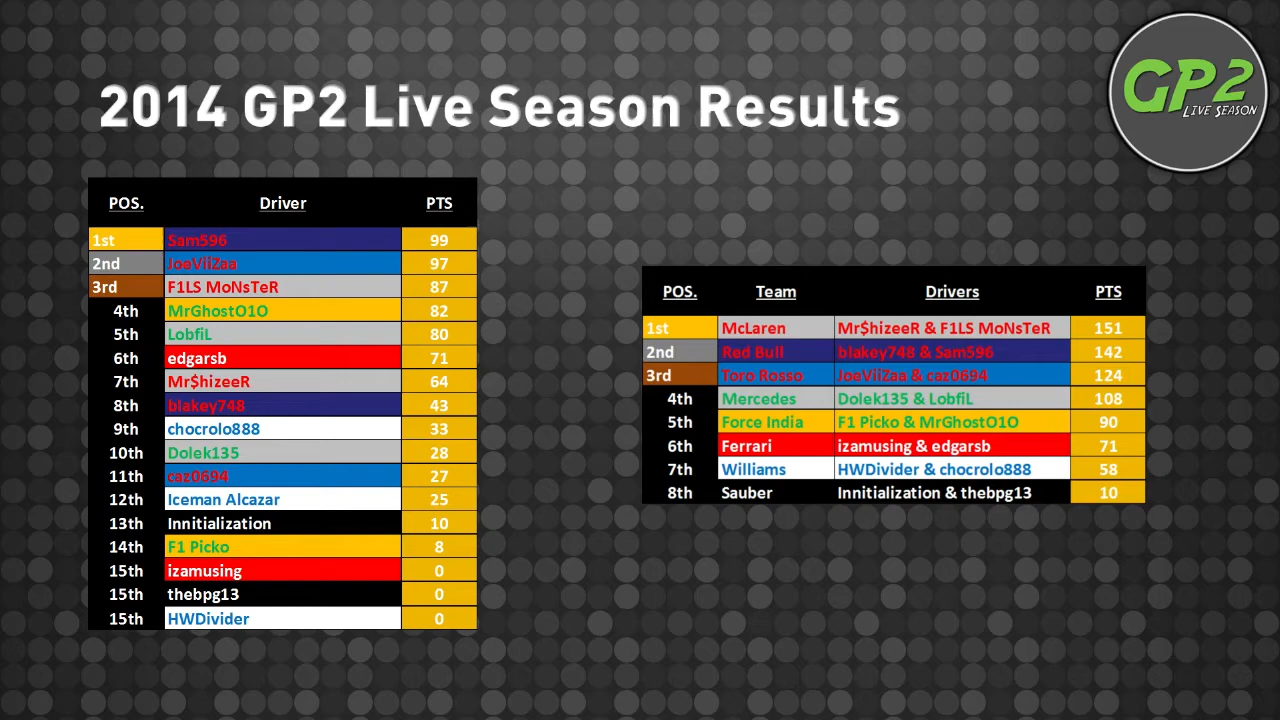 2014 GP2 Live Season Results
GP2
LIVE SEASON
POS. Driver PTS
1st Sam596 99
2nd JoeViiZaa 97
3rd F1LS MoNsTeR 87
4th MrGhostO1O 82
5th LobfiL 80
6th edgarsb 71
7th Mr$hizeeR 64
8th blakey748 43
9th chocrolo888 33
10th Dolek135 28
11th caz0694 27
12th Iceman Alcazar 25
13th Innitialization 10
14th F1 Picko 8
15th izamusing 0
15th thebpg13 0
15th HWDivider 0
POS. Team Drivers PTS
1st McLaren Mr$hizeeR & F1LS MoNsTeR 151
2nd Red Bull blakey748 & Sam596 142
3rd Toro Rosso JoeViiZaa & caz0694 124
4th Mercedes Dolek135 & LobfiL 108
5th Force India F1 Picko & MrGhostO1O 90
6th Ferrari izamusing & edgarsb 71
7th Williams HWDivider & chocrolo888 58
8th Sauber Innitialization & thebpg13 10